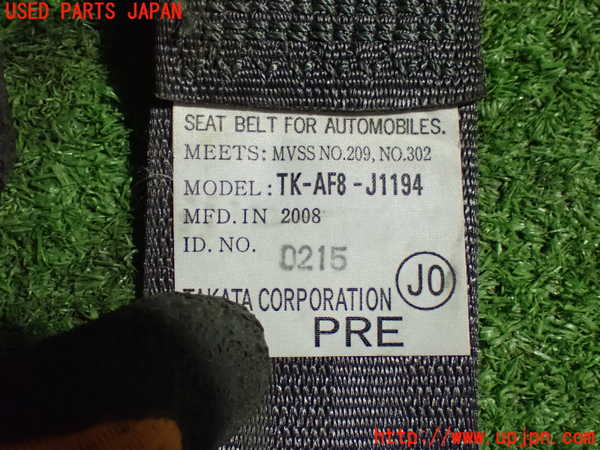 USED PARTS JAPAN
SEAT BELT FOR AUTOMOBILES.
MEETS: MVSS NO.209, NO.302
MODEL: TK-AF8-J1194
MFD. IN 2008
ID. NO. 0215
TAKATA CORPORATION JO
PRE
http://www.upjpn.com/